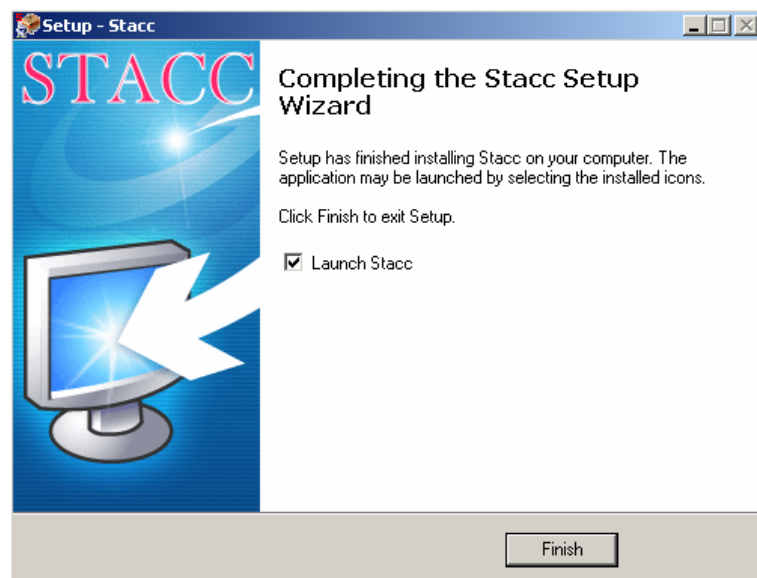 Setup - Stacc
STACC
Completing the Stacc Setup
Wizard
Setup has finished installing Stacc on your computer. The
application may be launched by selecting the installed icons.
Click Finish to exit Setup.
Launch Stacc
Finish